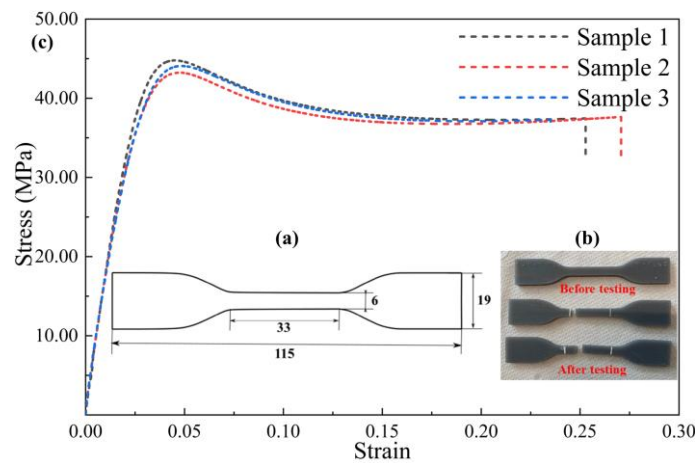 50.00
(c)
Sample 1
Sample 2
Sample 3
40.00
30.00
20.00
10.00
Stress (MPa)
(a)
(b)
6
19
33
115
Before testing
After testing
0.00
0.05
0.10
0.15
0.20
0.25
0.30
Strain